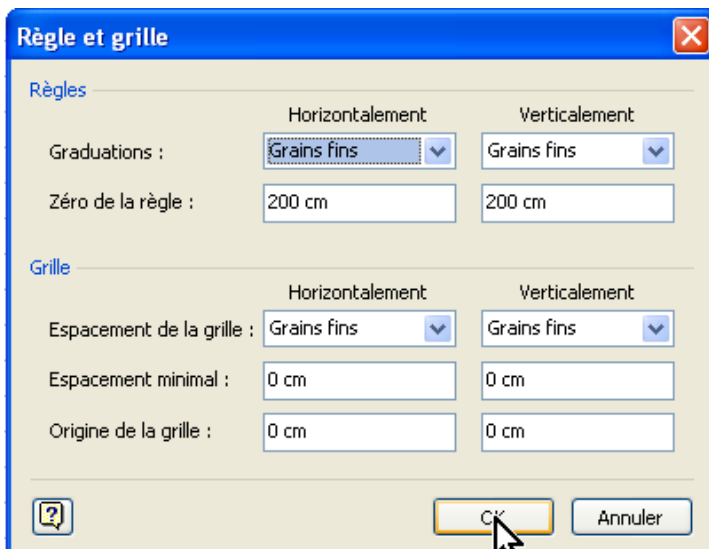 Règle et grille
Règles
Horizontalement Verticalement
Graduations : Grains fins Grains fins
Zéro de la règle : 200 cm 200 cm
Grille
Horizontalement Verticalement
Espacement de la grille : Grains fins Grains fins
Espacement minimal : 0 cm 0 cm
Origine de la grille : 0 cm 0 cm
? OK Annuler